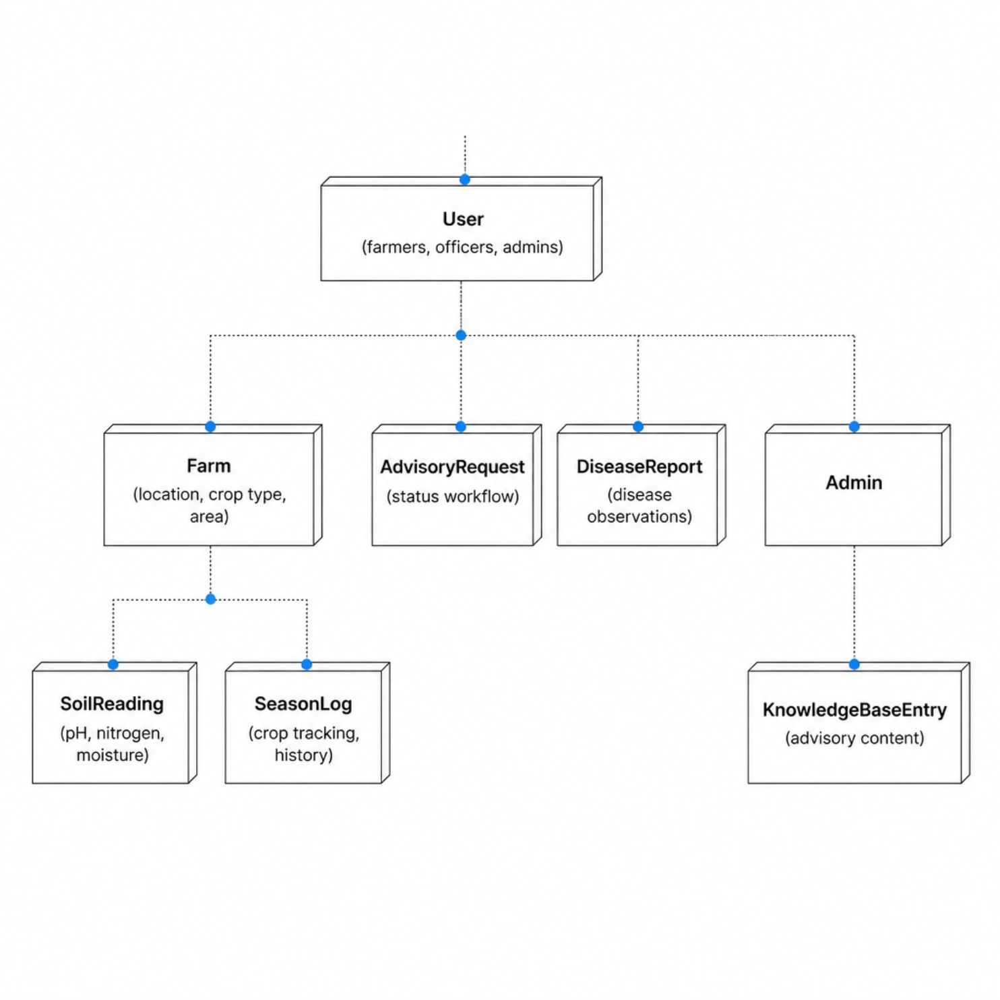 User
(farmers, officers, admins)
Farm
(location, crop type,
area)
AdvisoryRequest
(status workflow)
DiseaseReport
(disease
observations)
Admin
SoilReading
(pH, nitrogen,
moisture)
SeasonLog
(crop tracking,
history)
KnowledgeBaseEntry
(advisory content)